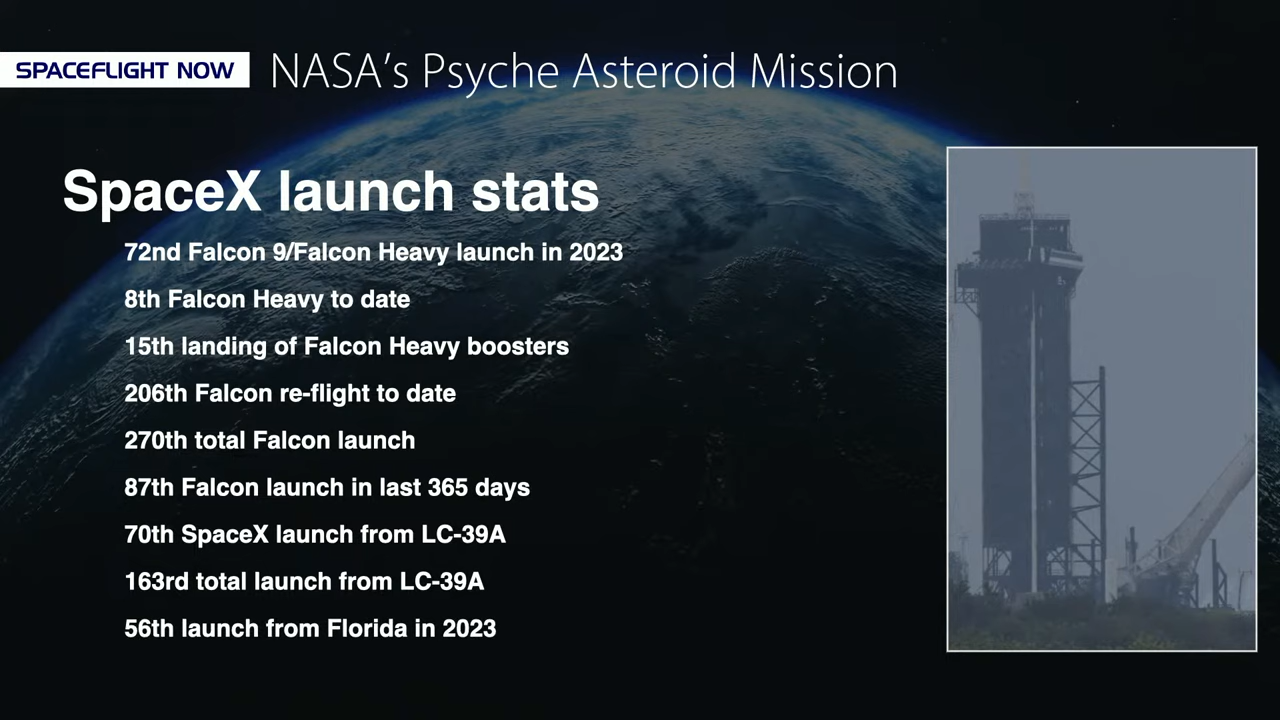 SPACEFLIGHT NOW NASA's Psyche Asteroid Mission
SpaceX launch stats
72nd Falcon 9/Falcon Heavy launch in 2023
8th Falcon Heavy to date
15th landing of Falcon Heavy boosters
206th Falcon re-flight to date
270th total Falcon launch
87th Falcon launch in last 365 days
70th SpaceX launch from LC-39A
163rd total launch from LC-39A
56th launch from Florida in 2023